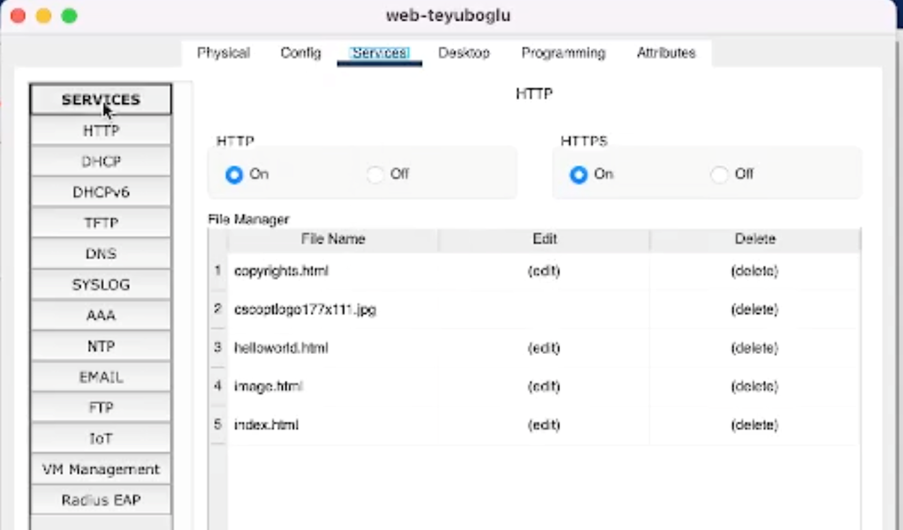 web-teyuboglu
Physical Config Services Desktop Programming Attributes
SERVICES
HTTP
DHCP
DHCPv6
TFTP
DNS
SYSLOG
AAA
NTP
EMAIL
FTP
IoT
VM Management
Radius EAP
HTTP
HTTP HTTPS
On Off On Off
File Manager
File Name Edit Delete
1 copyrights.html (edit) (delete)
2 cscoptlogo177x111.jpg (delete)
3 helloworld.html (edit) (delete)
4 image.html (edit) (delete)
5 index.html (edit) (delete)